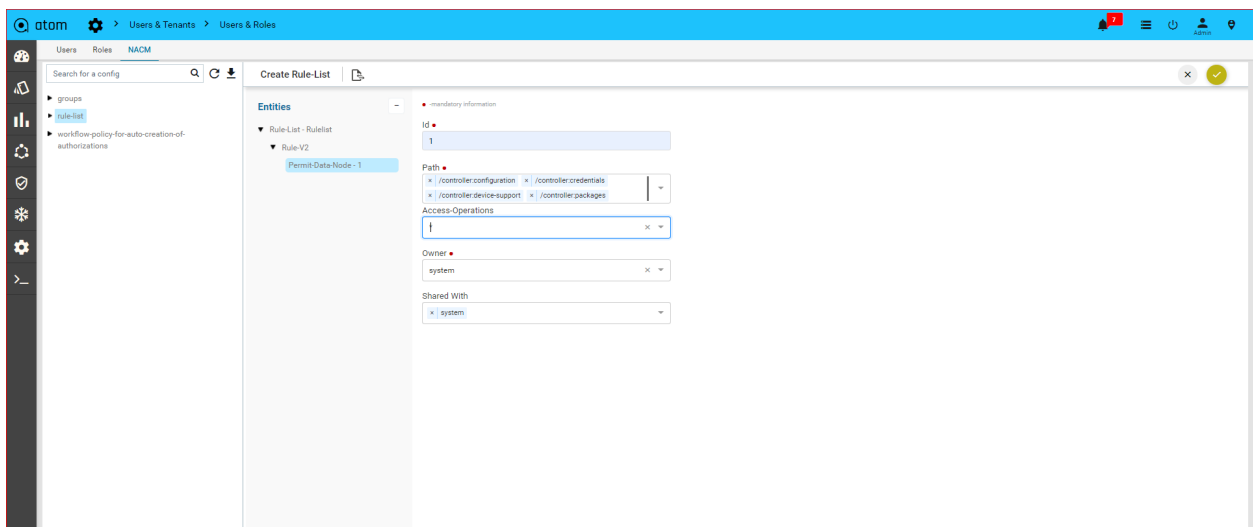 atom > Users & Tenants > Users & Roles
7
Admin
Users Roles NACM
Search for a config
groups
rule-list
workflow-policy-for-auto-creation-of-
authorizations
Create Rule-List
Entities
Rule-List - Rulelist
Rule-V2
Permit-Data-Node - 1
-mandatory information
Id
1
Path
× /controller:configuration × /controller:credentials
× /controller:device-support × /controller:packages
Access-Operations
Owner
system
Shared With
× system